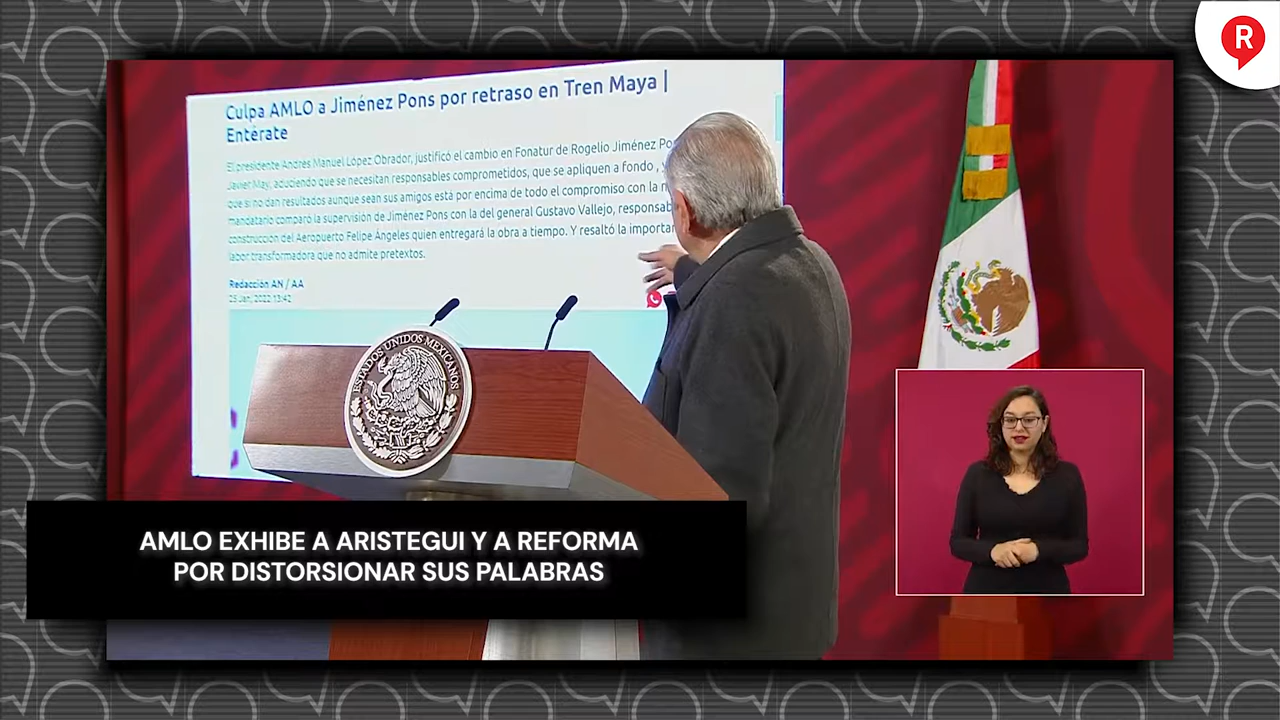 R
Culpa AMLO a Jiménez Pons por retraso en Tren Maya |
Entérate
El presidente Andrés Manuel López Obrador, justificó el cambio en Fonatur de Rogelio Jiménez
Javier May, aduciendo que se necesitan responsables comprometidos, que se apliquen a fondo ,
que si no dan resultados aunque sean sus amigos está por encima de todo el compromiso con la
mandatario comparó la supervisión de Jiménez Pons con la del general Gustavo Vallejo,
construcción del Aeropuerto Felipe Ángeles quien entregará la obra a tiempo. Y resaltó la
labor transformadora que no admite pretextos.
Redacción AN / AA
25 Jan, 2022 13:42
ESTADOS UNIDOS MEXICANOS
AMLO EXHIBE A ARISTEGUI Y A REFORMA
POR DISTORSIONAR SUS PALABRAS